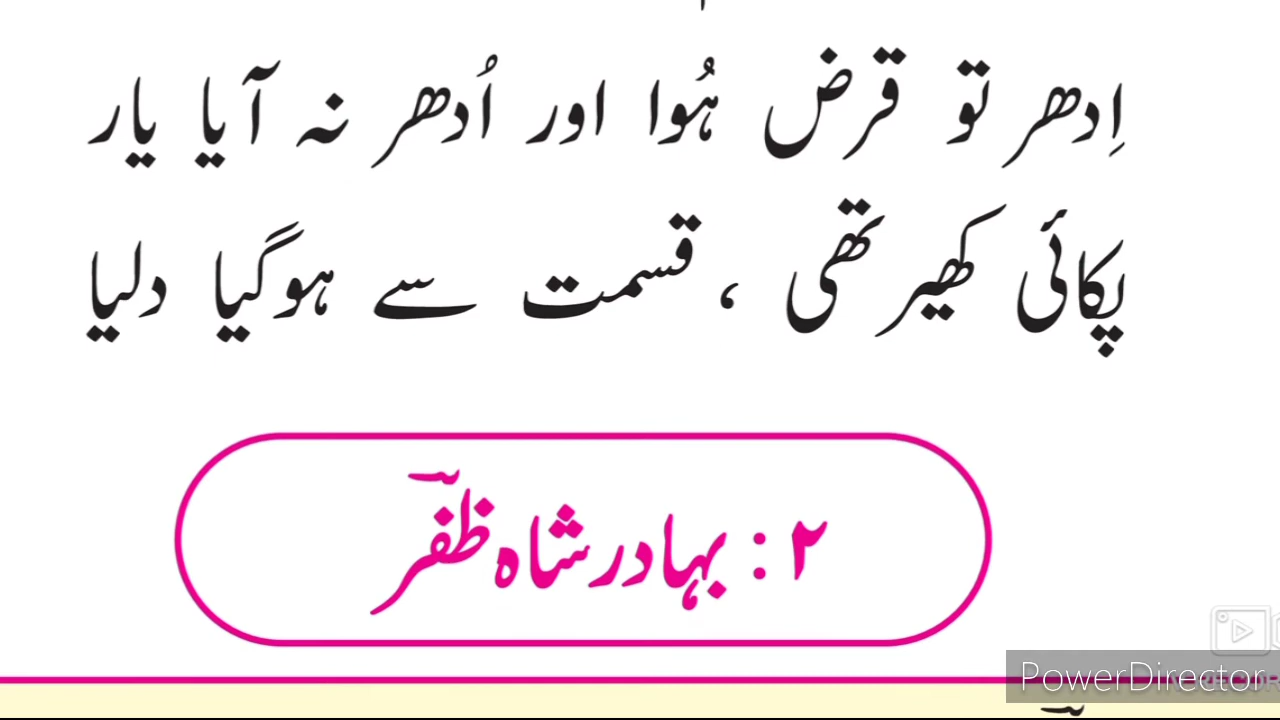 اِدھر تو قرض ہُوا اور اُدھر نہ آیا یار
پکائی کھیر تھی ، قسمت سے ہوگیا دلیا
۲ : بہادر شاہ ظفرؔ
PowerDirector